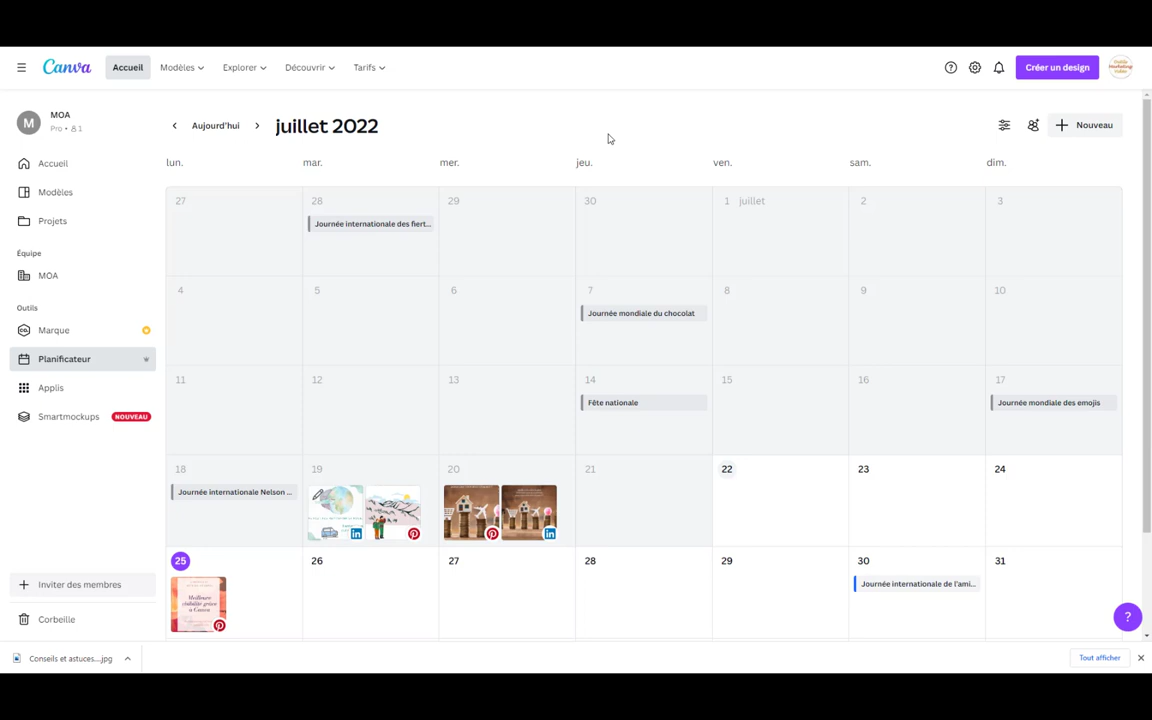 Canva
Accueil
Modèles
Explorer
Découvrir
Tarifs
Créer un design
M
MOA
Pro • 1
Accueil
Modèles
Projets
Équipe
MOA
Outils
Marque
Planificateur
Applis
Smartmockups NOUVEAU
Inviter des membres
Corbeille
Aujourd'hui
juillet 2022
Nouveau
lun. mar. mer. jeu. ven. sam. dim.
27 28 29 30 1 juillet 2 3
Journée internationale des fiert...
4 5 6 7 8 9 10
Journée mondiale du chocolat
11 12 13 14 15 16 17
Fête nationale
Journée mondiale des emojis
18 19 20 21 22 23 24
Journée internationale Nelson ...
25 26 27 28 29 30 31
Meilleure
visibilité grâce
à Canva
Journée internationale de l'ami...
?
Conseils et astuces....jpg
Tout afficher